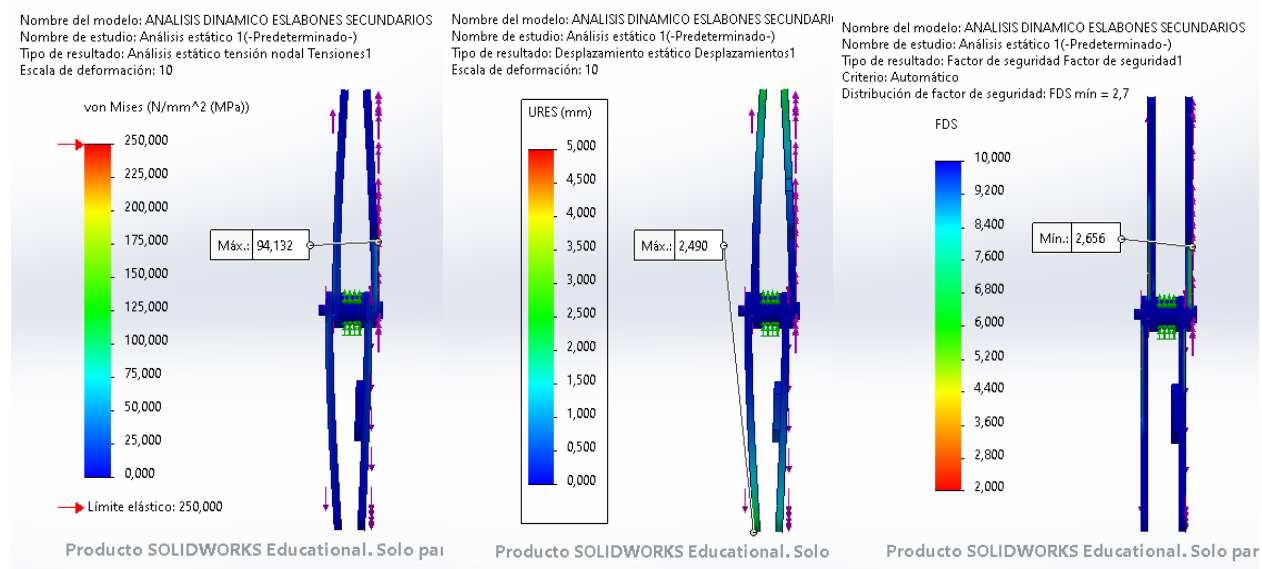 Nombre del modelo: ANALISIS DINAMICO ESLABONES SECUNDARIOS
Nombre de estudio: Análisis estático 1(-Predeterminado-)
Tipo de resultado: Análisis estático tensión nodal Tensiones1
Escala de deformación: 10
von Mises (N/mm^2 (MPa))
250,000
225,000
200,000
175,000
150,000
125,000
100,000
75,000
50,000
25,000
0,000
Límite elástico: 250,000
Máx.: 94,132
Producto SOLIDWORKS Educational. Solo par
Nombre del modelo: ANALISIS DINAMICO ESLABONES SECUNDARI
Nombre de estudio: Análisis estático 1(-Predeterminado-)
Tipo de resultado: Desplazamiento estático Desplazamientos1
Escala de deformación: 10
URES (mm)
5,000
4,500
4,000
3,500
3,000
2,500
2,000
1,500
1,000
0,500
0,000
Máx.: 2,490
Producto SOLIDWORKS Educational. Solo
Nombre del modelo: ANALISIS DINAMICO ESLABONES SECUNDARIOS
Nombre de estudio: Análisis estático 1(-Predeterminado-)
Tipo de resultado: Factor de seguridad Factor de seguridad1
Criterio: Automático
Distribución de factor de seguridad: FDS mín = 2,7
FDS
10,000
9,200
8,400
7,600
6,800
6,000
5,200
4,400
3,600
2,800
2,000
Mín.: 2,656
Producto SOLIDWORKS Educational. Solo par